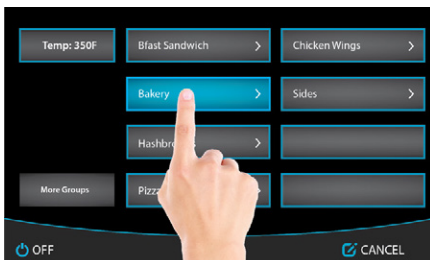 Temp: 350F
Bfast Sandwich
Chicken Wings
Bakery
Sides
More Groups
OFF
CANCEL